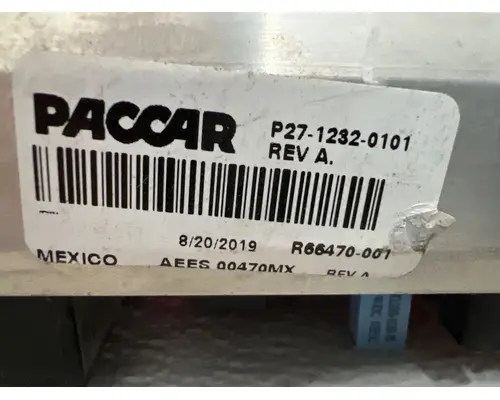 PACCAR
P27-1232-0101
REV A.
8/20/2019 R66470-001
MEXICO AEES 00470MX REV A